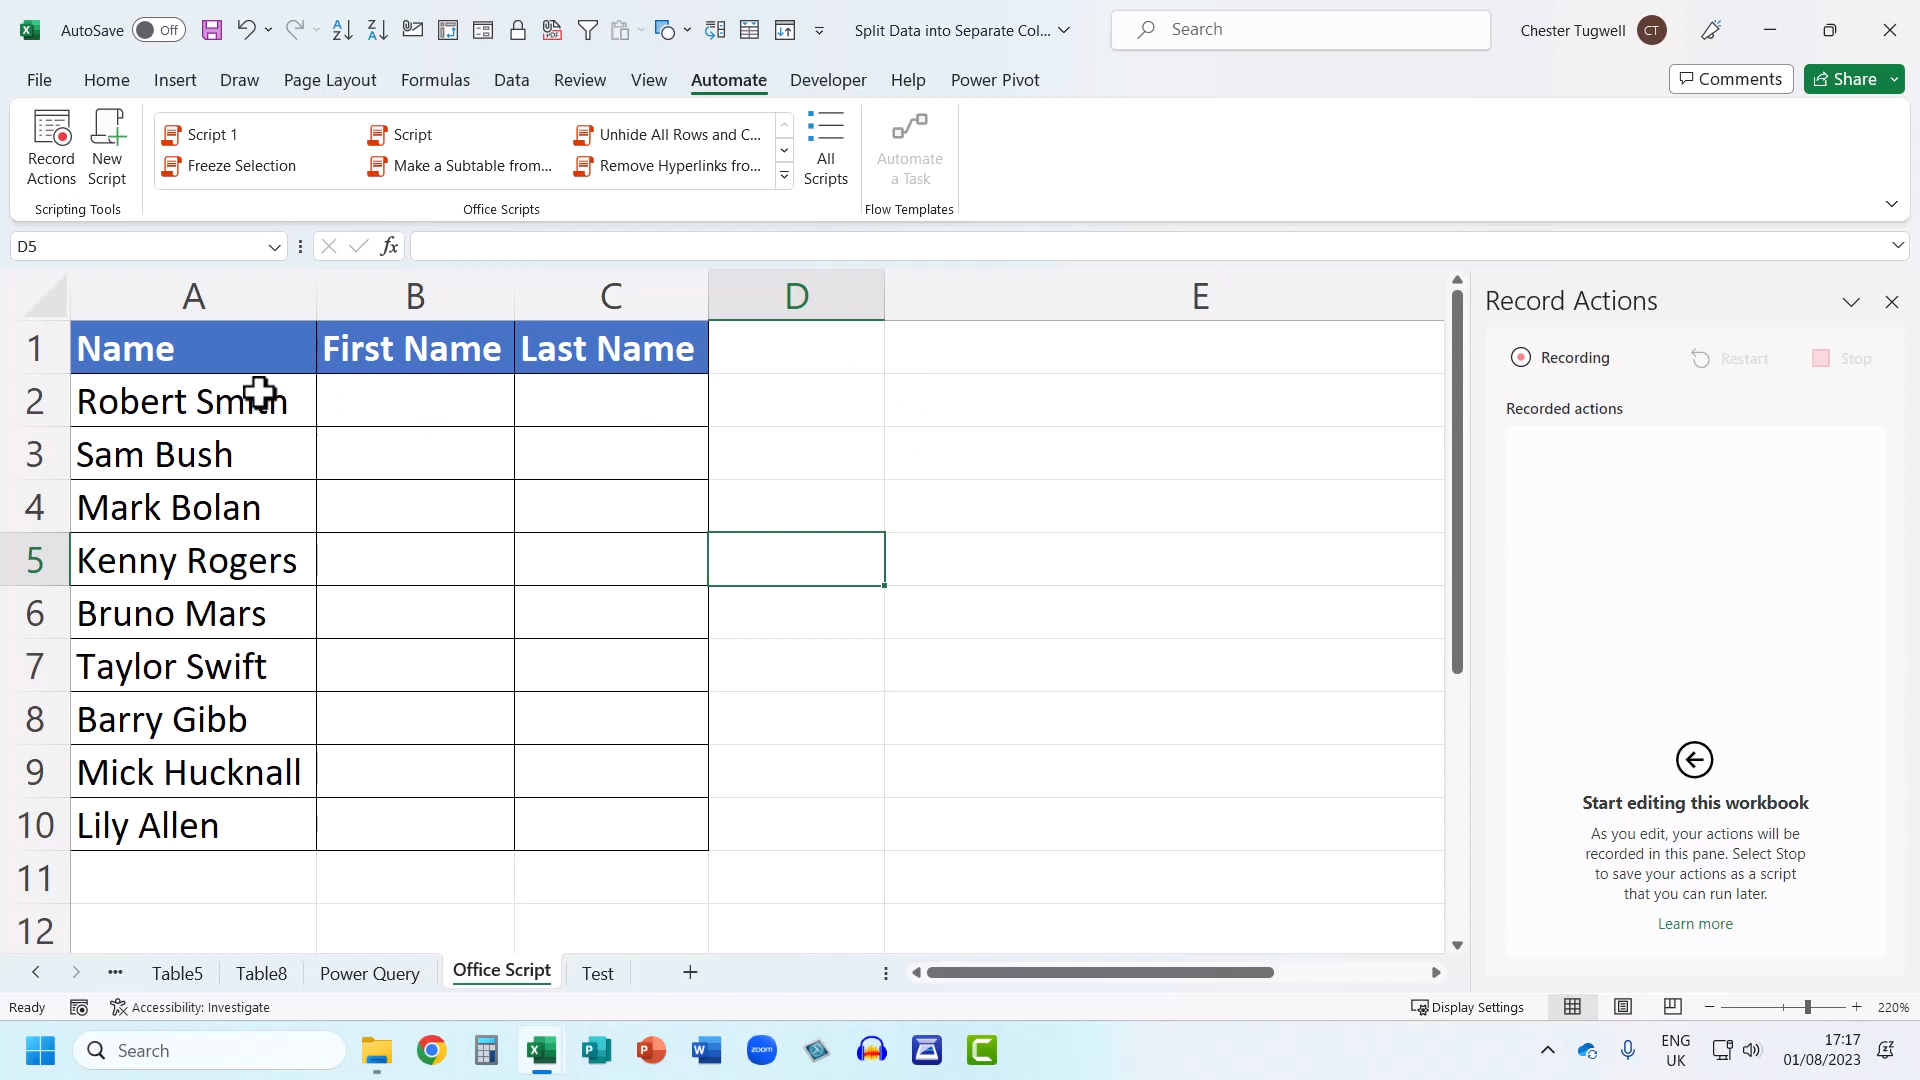 AutoSave Off
Split Data into Separate Col...
Search
Chester Tugwell CT
File Home Insert Draw Page Layout Formulas Data Review View Automate Developer Help Power Pivot
Comments Share
Record Actions
New Script
Script 1
Script
Unhide All Rows and C...
Freeze Selection
Make a Subtable from...
Remove Hyperlinks fro...
All Scripts
Automate a Task
Scripting Tools
Office Scripts
Flow Templates
D5
fx
A B C D E
1 Name First Name Last Name
2 Robert Smith
3 Sam Bush
4 Mark Bolan
5 Kenny Rogers
6 Bruno Mars
7 Taylor Swift
8 Barry Gibb
9 Mick Hucknall
10 Lily Allen
11
12
Record Actions
Recording Restart Stop
Recorded actions
Start editing this workbook
As you edit, your actions will be
recorded in this pane. Select Stop
to save your actions as a script
that you can run later.
Learn more
Table5 Table8 Power Query Office Script Test
Ready Accessibility: Investigate
Display Settings 220%
Search
zoom
ENG
UK
17:17
01/08/2023